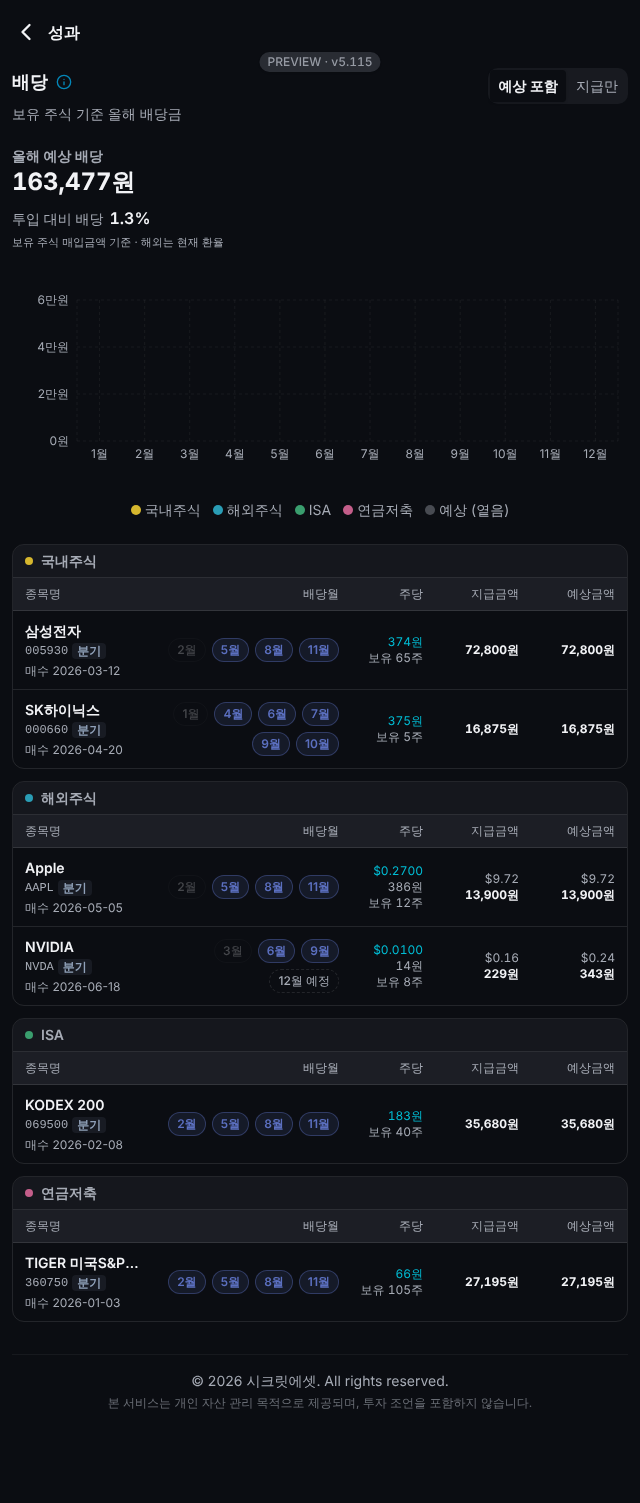 성과
PREVIEW · v5.115
배당
예상 포함 지급만
보유 주식 기준 올해 배당금
올해 예상 배당
163,477원
투입 대비 배당 1.3%
보유 주식 매입금액 기준 · 해외는 현재 환율
6만원
4만원
2만원
0원
1월 2월 3월 4월 5월 6월 7월 8월 9월 10월 11월 12월
국내주식 해외주식 ISA 연금저축 예상 (옅음)
국내주식
종목명 배당월 주당 지급금액 예상금액
삼성전자
005930 분기
매수 2026-03-12
2월 5월 8월 11월
374원
보유 65주
72,800원 72,800원
SK하이닉스
000660 분기
매수 2026-04-20
1월 4월 6월 7월
9월 10월
375원
보유 5주
16,875원 16,875원
해외주식
종목명 배당월 주당 지급금액 예상금액
Apple
AAPL 분기
매수 2026-05-05
2월 5월 8월 11월
$0.2700
386원
보유 12주
$9.72 $9.72
13,900원 13,900원
NVIDIA
NVDA 분기
매수 2026-06-18
3월 6월 9월
12월 예정
$0.0100
14원
보유 8주
$0.16 $0.24
229원 343원
ISA
종목명 배당월 주당 지급금액 예상금액
KODEX 200
069500 분기
매수 2026-02-08
2월 5월 8월 11월
183원
보유 40주
35,680원 35,680원
연금저축
종목명 배당월 주당 지급금액 예상금액
TIGER 미국S&P...
360750 분기
매수 2026-01-03
2월 5월 8월 11월
66원
보유 105주
27,195원 27,195원
© 2026 시크릿에셋. All rights reserved.
본 서비스는 개인 자산 관리 목적으로 제공되며, 투자 조언을 포함하지 않습니다.